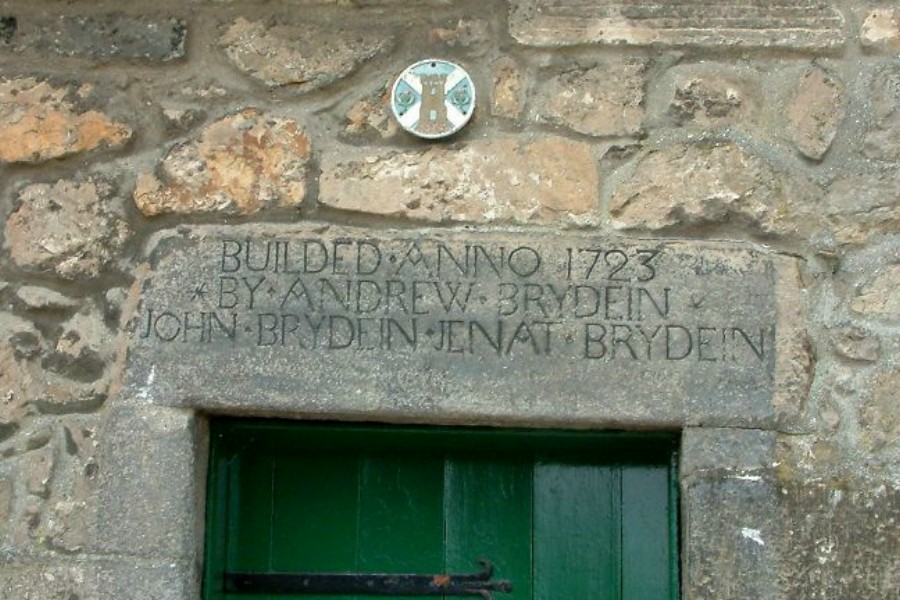 BUILDED·ANNO 1723
*BY·ANDREW·BRYDEIN*
JOHN·BRYDEIN·JENAT·BRYDEIN